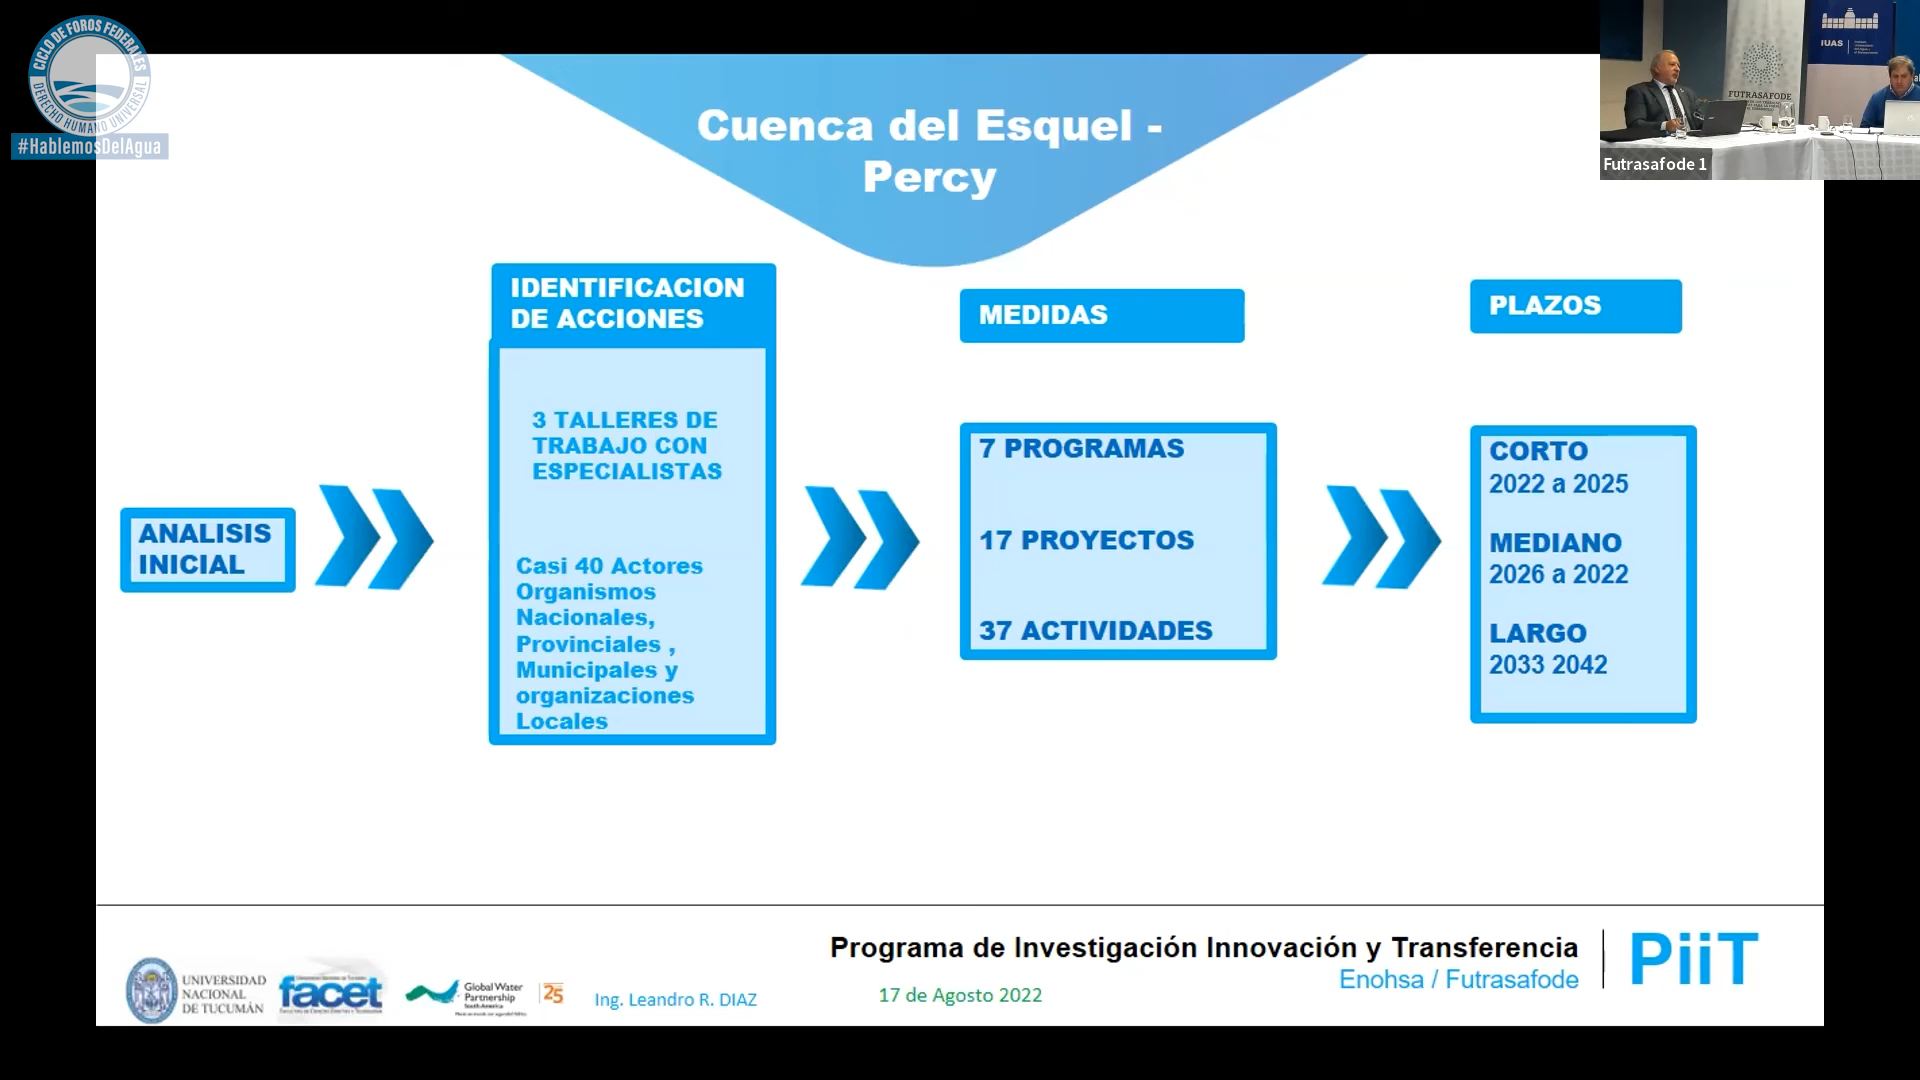 CICLO DE FOROS FEDERALES
DERECHO HUMANO UNIVERSAL
#HablemosDelAgua
Cuenca del Esquel -
Percy
IUAS
FUTRASAFODE
Futrasafode 1
ANALISIS
INICIAL
IDENTIFICACION
DE ACCIONES
3 TALLERES DE
TRABAJO CON
ESPECIALISTAS
Casi 40 Actores
Organismos
Nacionales,
Provinciales ,
Municipales y
organizaciones
Locales
MEDIDAS
7 PROGRAMAS
17 PROYECTOS
37 ACTIVIDADES
PLAZOS
CORTO
2022 a 2025
MEDIANO
2026 a 2022
LARGO
2033 2042
UNIVERSIDAD
NACIONAL
DE TUCUMÁN
facet
Global Water
Partnership
South America
25
Ing. Leandro R. DIAZ
17 de Agosto 2022
Programa de Investigación Innovación y Transferencia
Enohsa / Futrasafode
PiiT